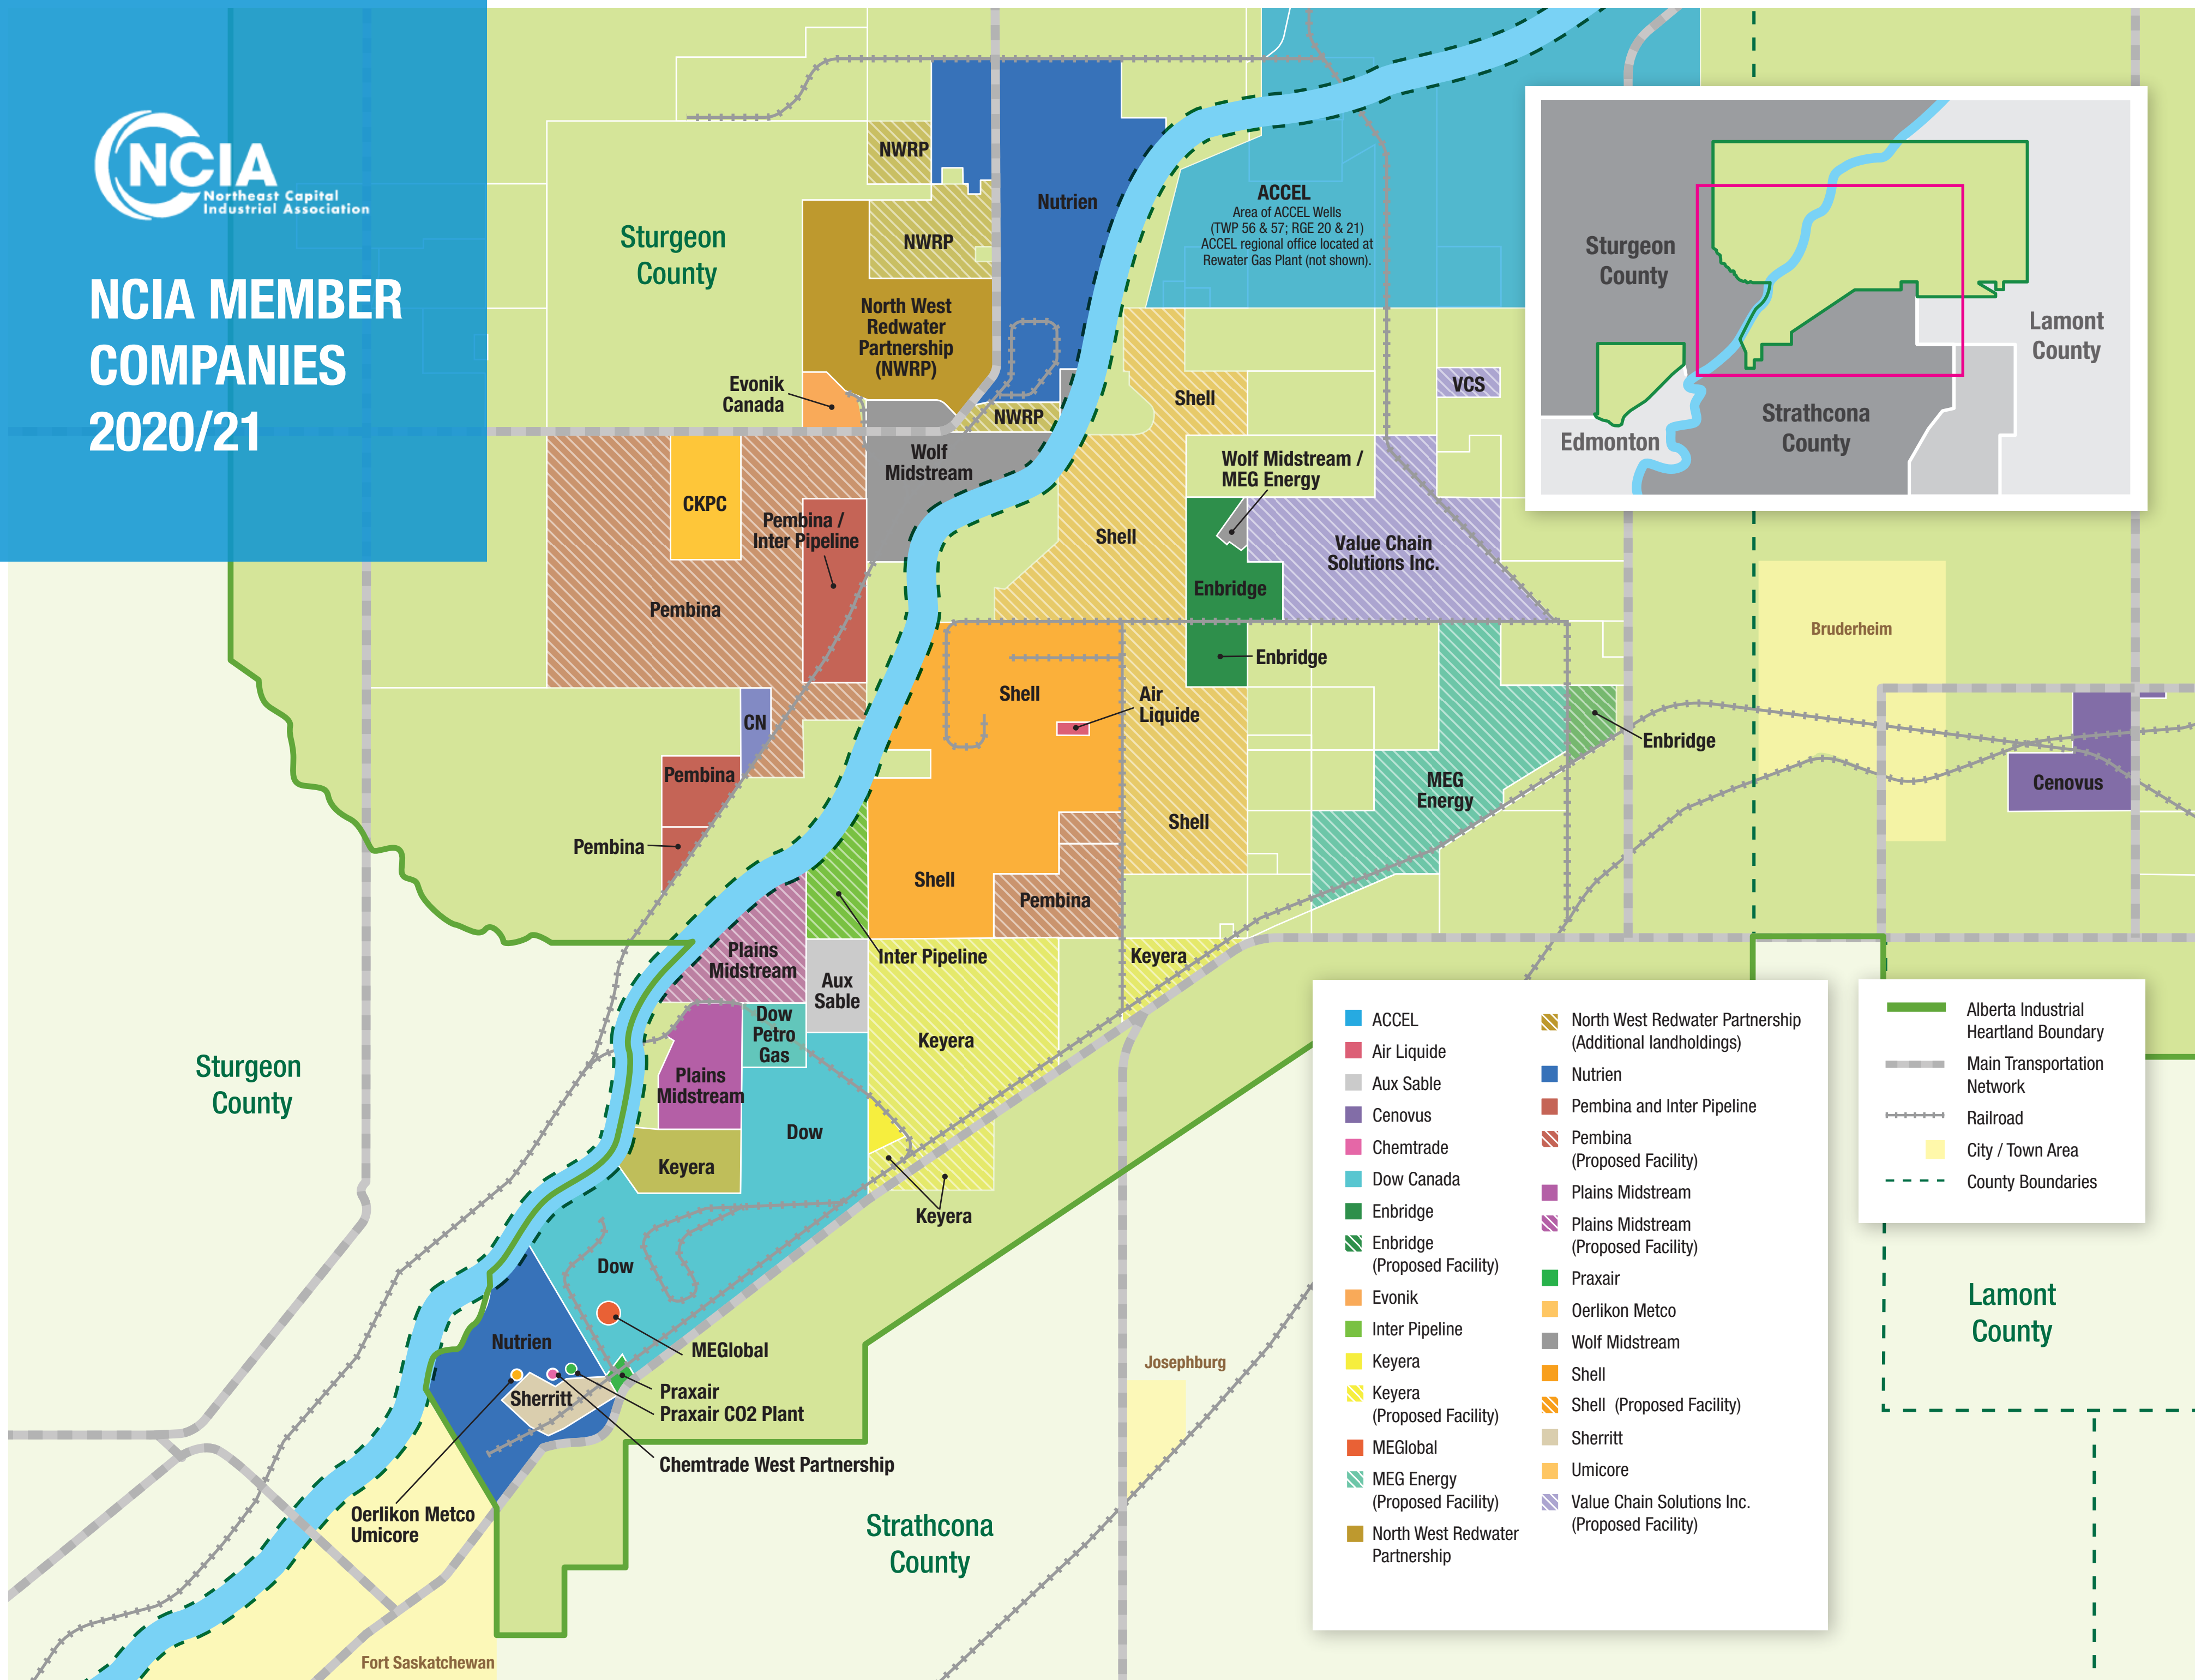 NCIA
Northeast Capital
Industrial Association
NCIA MEMBER
COMPANIES
2020/21
Sturgeon
County
NWRP
NWRP
Nutrien
ACCEL
Area of ACCEL Wells
(TWP 56 & 57; RGE 20 & 21)
ACCEL regional office located at
Rewater Gas Plant (not shown).
North West
Redwater
Partnership
(NWRP)
Evonik
Canada
NWRP
Shell
VCS
Wolf
Midstream
Wolf Midstream /
MEG Energy
CKPC
Pembina /
Inter Pipeline
Shell
Value Chain
Solutions Inc.
Enbridge
Pembina
Enbridge
Bruderheim
Shell
Air
Liquide
CN
Enbridge
Pembina
MEG
Energy
Cenovus
Shell
Pembina
Shell
Pembina
Plains
Midstream
Inter Pipeline
Keyera
Aux
Sable
Dow
Petro
Gas
Keyera
Plains
Midstream
Dow
Keyera
Keyera
Dow
Nutrien
MEGlobal
Sherritt
Praxair
Praxair CO2 Plant
Chemtrade West Partnership
Oerlikon Metco
Umicore
Sturgeon
County
Josephburg
Strathcona
County
Fort Saskatchewan
Lamont
County
Sturgeon
County
Lamont
County
Strathcona
County
Edmonton
ACCEL
Air Liquide
Aux Sable
Cenovus
Chemtrade
Dow Canada
Enbridge
Enbridge
(Proposed Facility)
Evonik
Inter Pipeline
Keyera
Keyera
(Proposed Facility)
MEGlobal
MEG Energy
(Proposed Facility)
North West Redwater
Partnership
North West Redwater Partnership
(Additional landholdings)
Nutrien
Pembina and Inter Pipeline
Pembina
(Proposed Facility)
Plains Midstream
Plains Midstream
(Proposed Facility)
Praxair
Oerlikon Metco
Wolf Midstream
Shell
Shell (Proposed Facility)
Sherritt
Umicore
Value Chain Solutions Inc.
(Proposed Facility)
Alberta Industrial
Heartland Boundary
Main Transportation
Network
Railroad
City / Town Area
County Boundaries